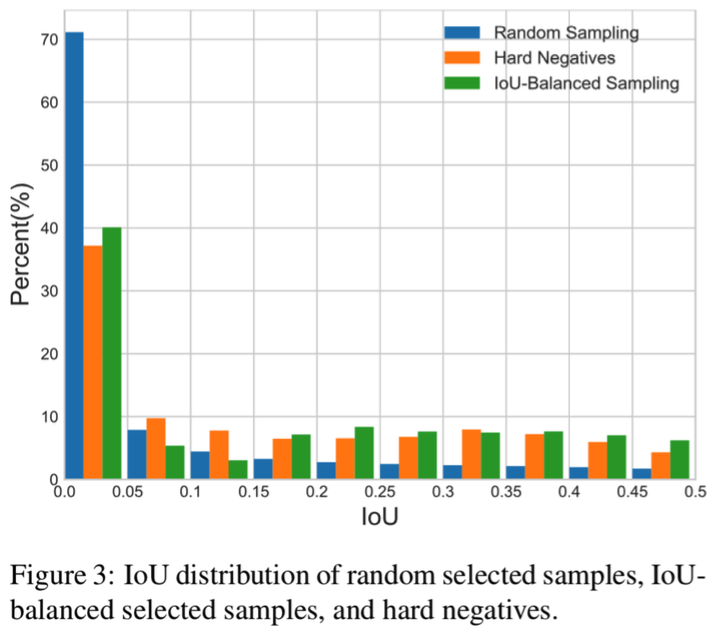 70
60
50
40
30
20
10
0
Percent(%)
Random Sampling
Hard Negatives
IoU-Balanced Sampling
0.0 0.05 0.1 0.15 0.2 0.25 0.3 0.35 0.4 0.45 0.5
IoU
Figure 3: IoU distribution of random selected samples, IoU-
balanced selected samples, and hard negatives.